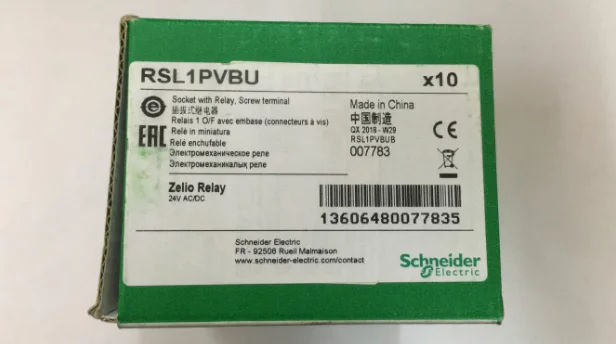 RSL1PVBU
x10
Socket with Relay, Screw terminal
插拔式继电器
Relais 1 O/F avec embase (connecteurs à vis)
Relé in miniatura
Relé enchufable
Электромеханическое реле
Электромеханикалық реле
EAC
Made in China
中国制造
QX 2018 - W29
RSL1PVBUB
007783
CE
Zelio Relay
24V AC/DC
13606480077835
Schneider Electric
FR - 92506 Rueil Malmaison
www.schneider-electric.com/contact
Schneider
Electric